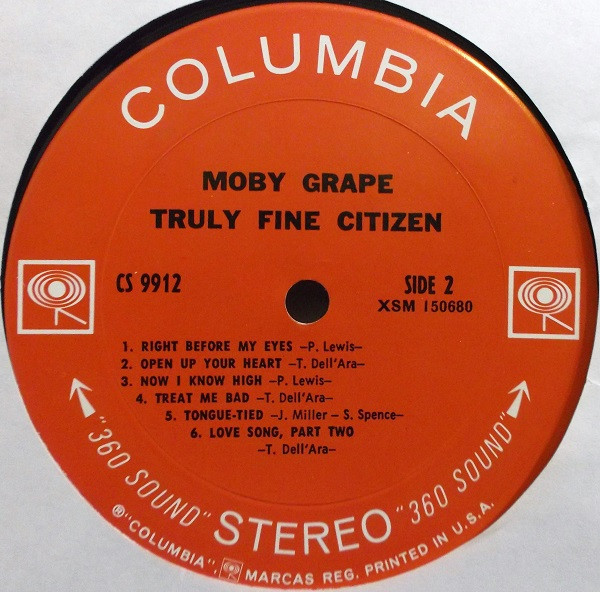 COLUMBIA
MOBY GRAPE
TRULY FINE CITIZEN
CS 9912
SIDE 2
XSM 150680
1. RIGHT BEFORE MY EYES –P. Lewis–
2. OPEN UP YOUR HEART –T. Dell'Ara–
3. NOW I KNOW HIGH –P. Lewis–
4. TREAT ME BAD –T. Dell'Ara–
5. TONGUE-TIED –J. Miller – S. Spence–
6. LOVE SONG, PART TWO
–T. Dell'Ara–
"360 SOUND" STEREO "360 SOUND"
®"COLUMBIA", MARCAS REG. PRINTED IN U.S.A.